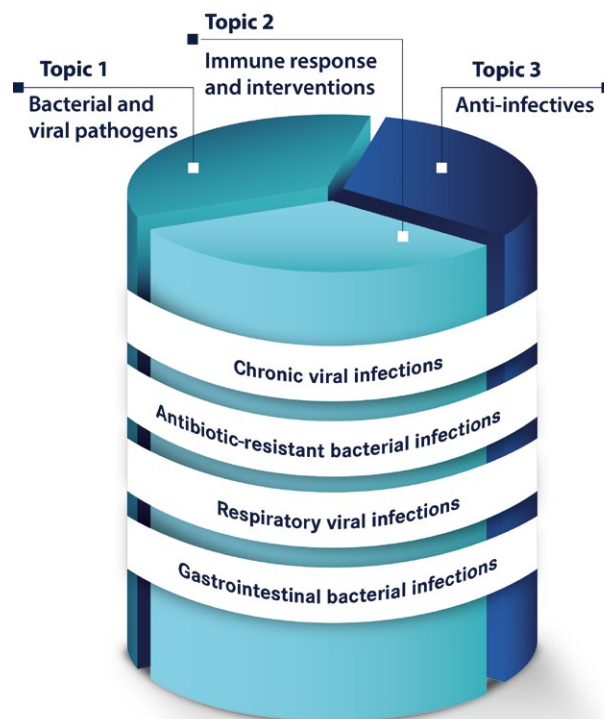 Topic 1
Bacterial and
viral pathogens
Topic 2
Immune response
and interventions
Topic 3
Anti-infectives
Chronic viral infections
Antibiotic-resistant bacterial infections
Respiratory viral infections
Gastrointestinal bacterial infections